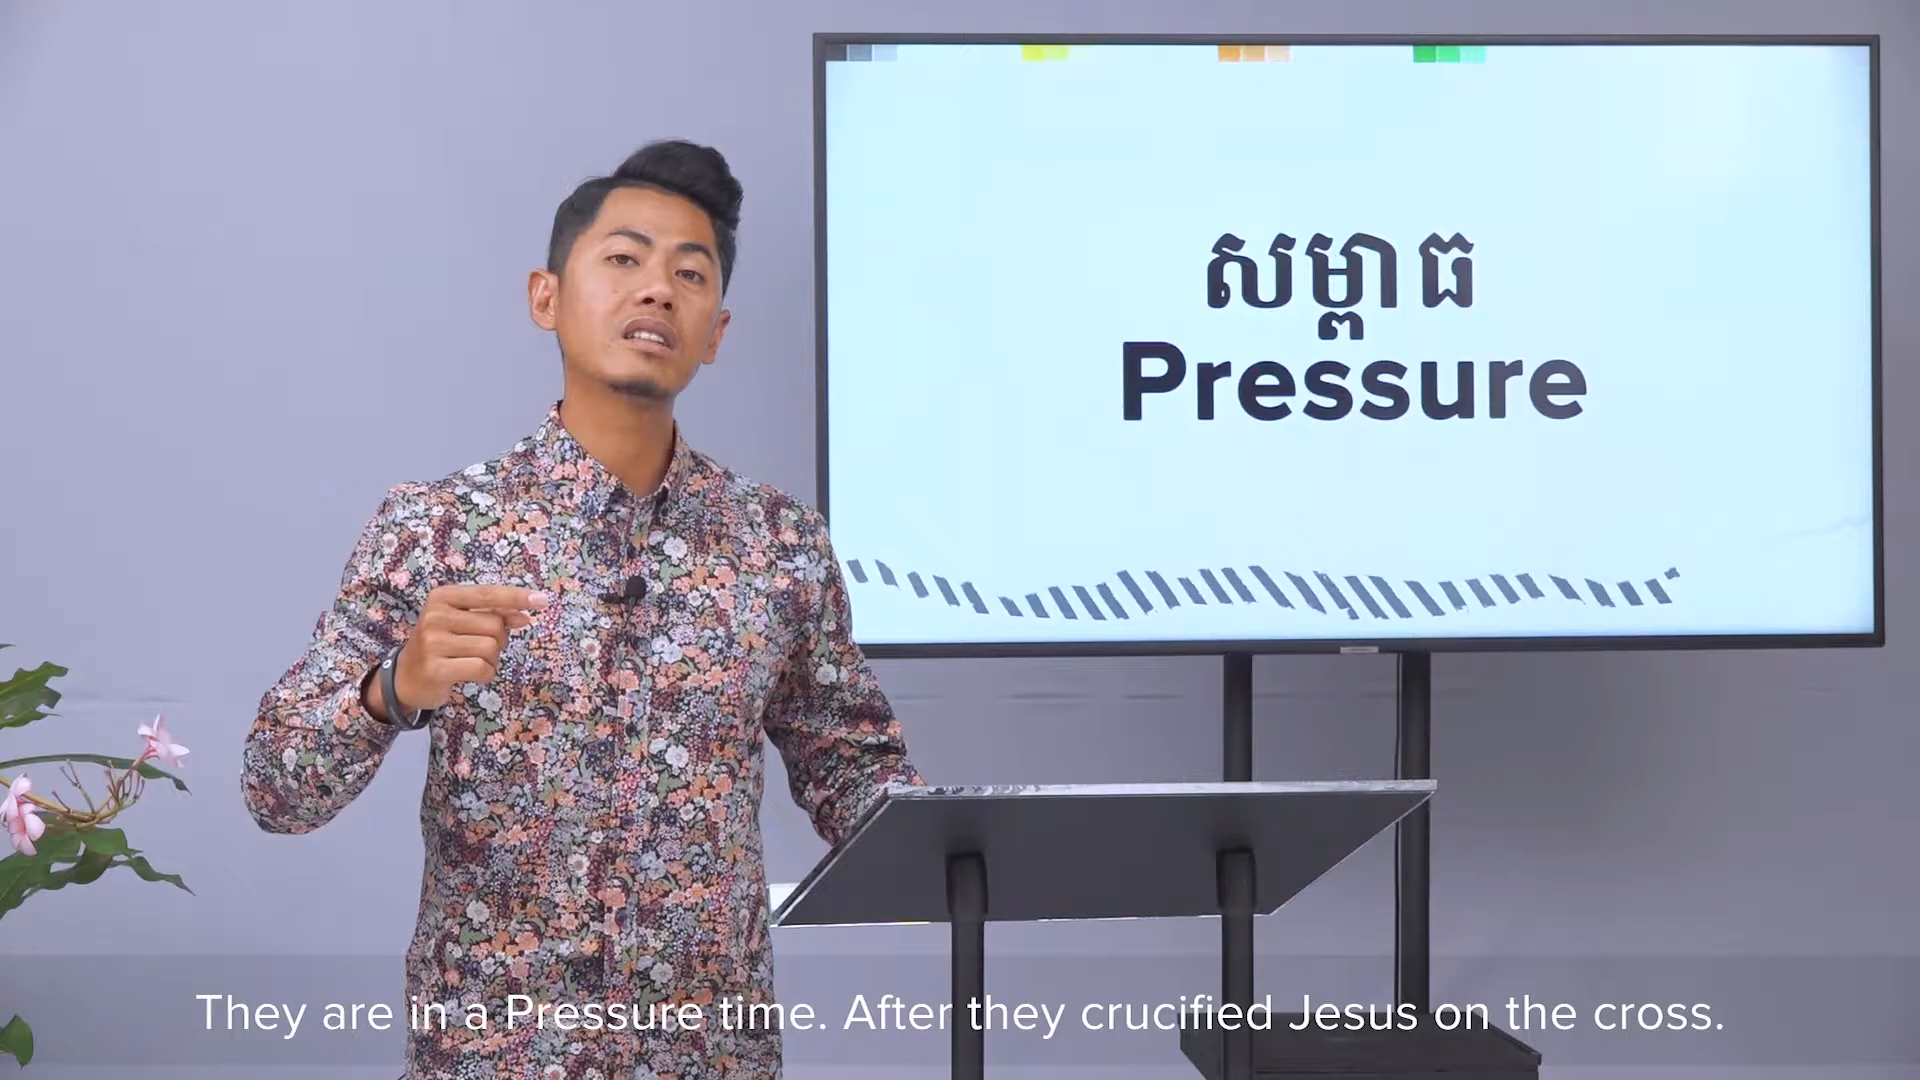 សម្ពាធ
Pressure
They are in a Pressure time. After they crucified Jesus on the cross.